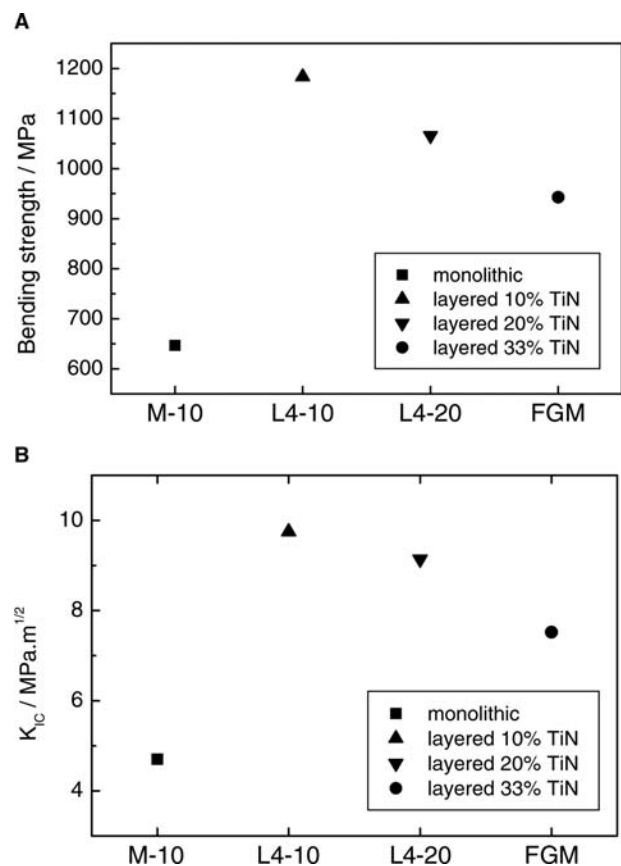 A
Bending strength / MPa
1200
1100
1000
900
800
700
600
monolithic
layered 10% TiN
layered 20% TiN
layered 33% TiN
M-10 L4-10 L4-20 FGM
B
K_IC / MPa.m^1/2
10
8
6
4
monolithic
layered 10% TiN
layered 20% TiN
layered 33% TiN
M-10 L4-10 L4-20 FGM